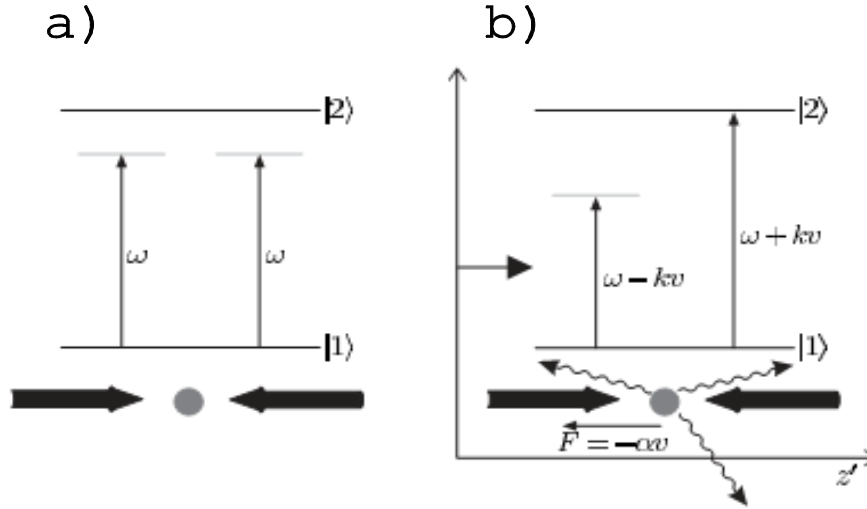 a)
b)
|2⟩
|2⟩
ω
ω
ω + kv
ω − kv
|1⟩
|1⟩
F = −αv
z′